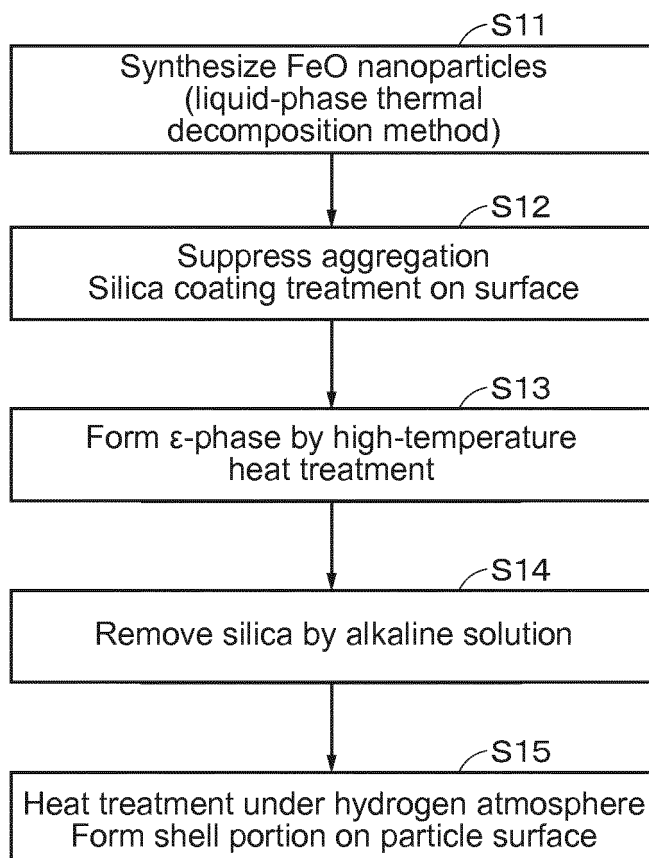 S11
Synthesize FeO nanoparticles
(liquid-phase thermal
decomposition method)
S12
Suppress aggregation
Silica coating treatment on surface
S13
Form ε-phase by high-temperature
heat treatment
S14
Remove silica by alkaline solution
S15
Heat treatment under hydrogen atmosphere
Form shell portion on particle surface